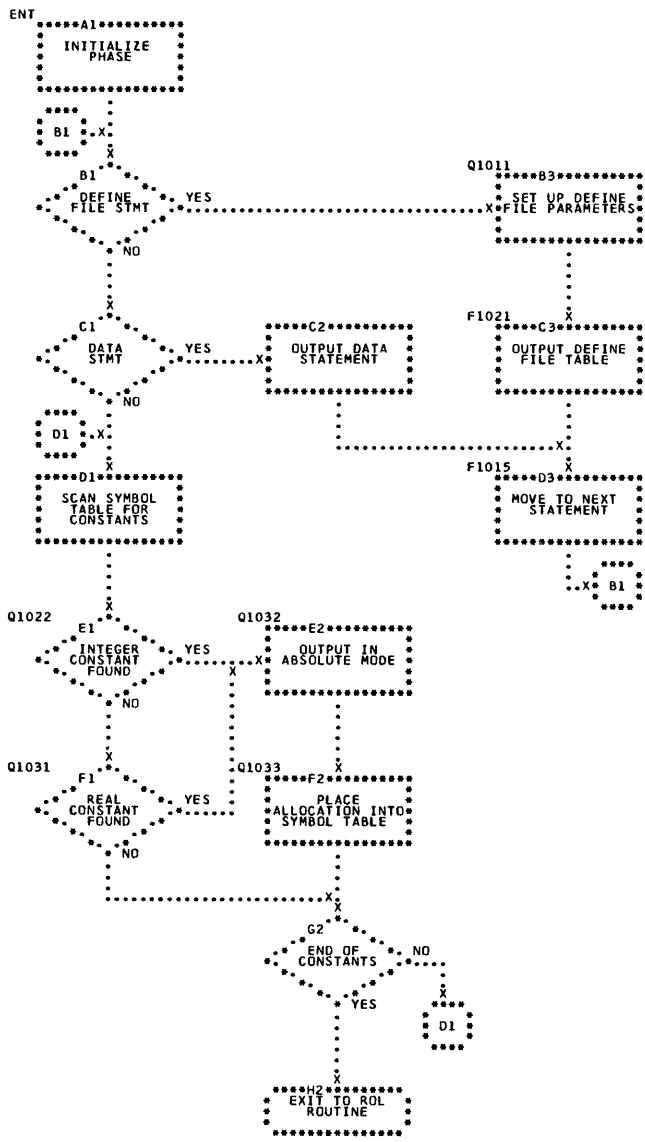 ENT
A1
INITIALIZE
PHASE
B1
B1
DEFINE
FILE STMT
YES
NO
Q1011
B3
SET UP DEFINE
FILE PARAMETERS
C1
DATA
STMT
YES
NO
C2
OUTPUT DATA
STATEMENT
F1021
C3
OUTPUT DEFINE
FILE TABLE
D1
D1
SCAN SYMBOL
TABLE FOR
CONSTANTS
F1015
D3
MOVE TO NEXT
STATEMENT
B1
Q1022
E1
INTEGER
CONSTANT
FOUND
YES
NO
Q1032
E2
OUTPUT IN
ABSOLUTE MODE
Q1031
F1
REAL
CONSTANT
FOUND
YES
NO
Q1033
F2
PLACE
ALLOCATION INTO
SYMBOL TABLE
G2
END OF
CONSTANTS
NO
YES
D1
H2
EXIT TO ROL
ROUTINE